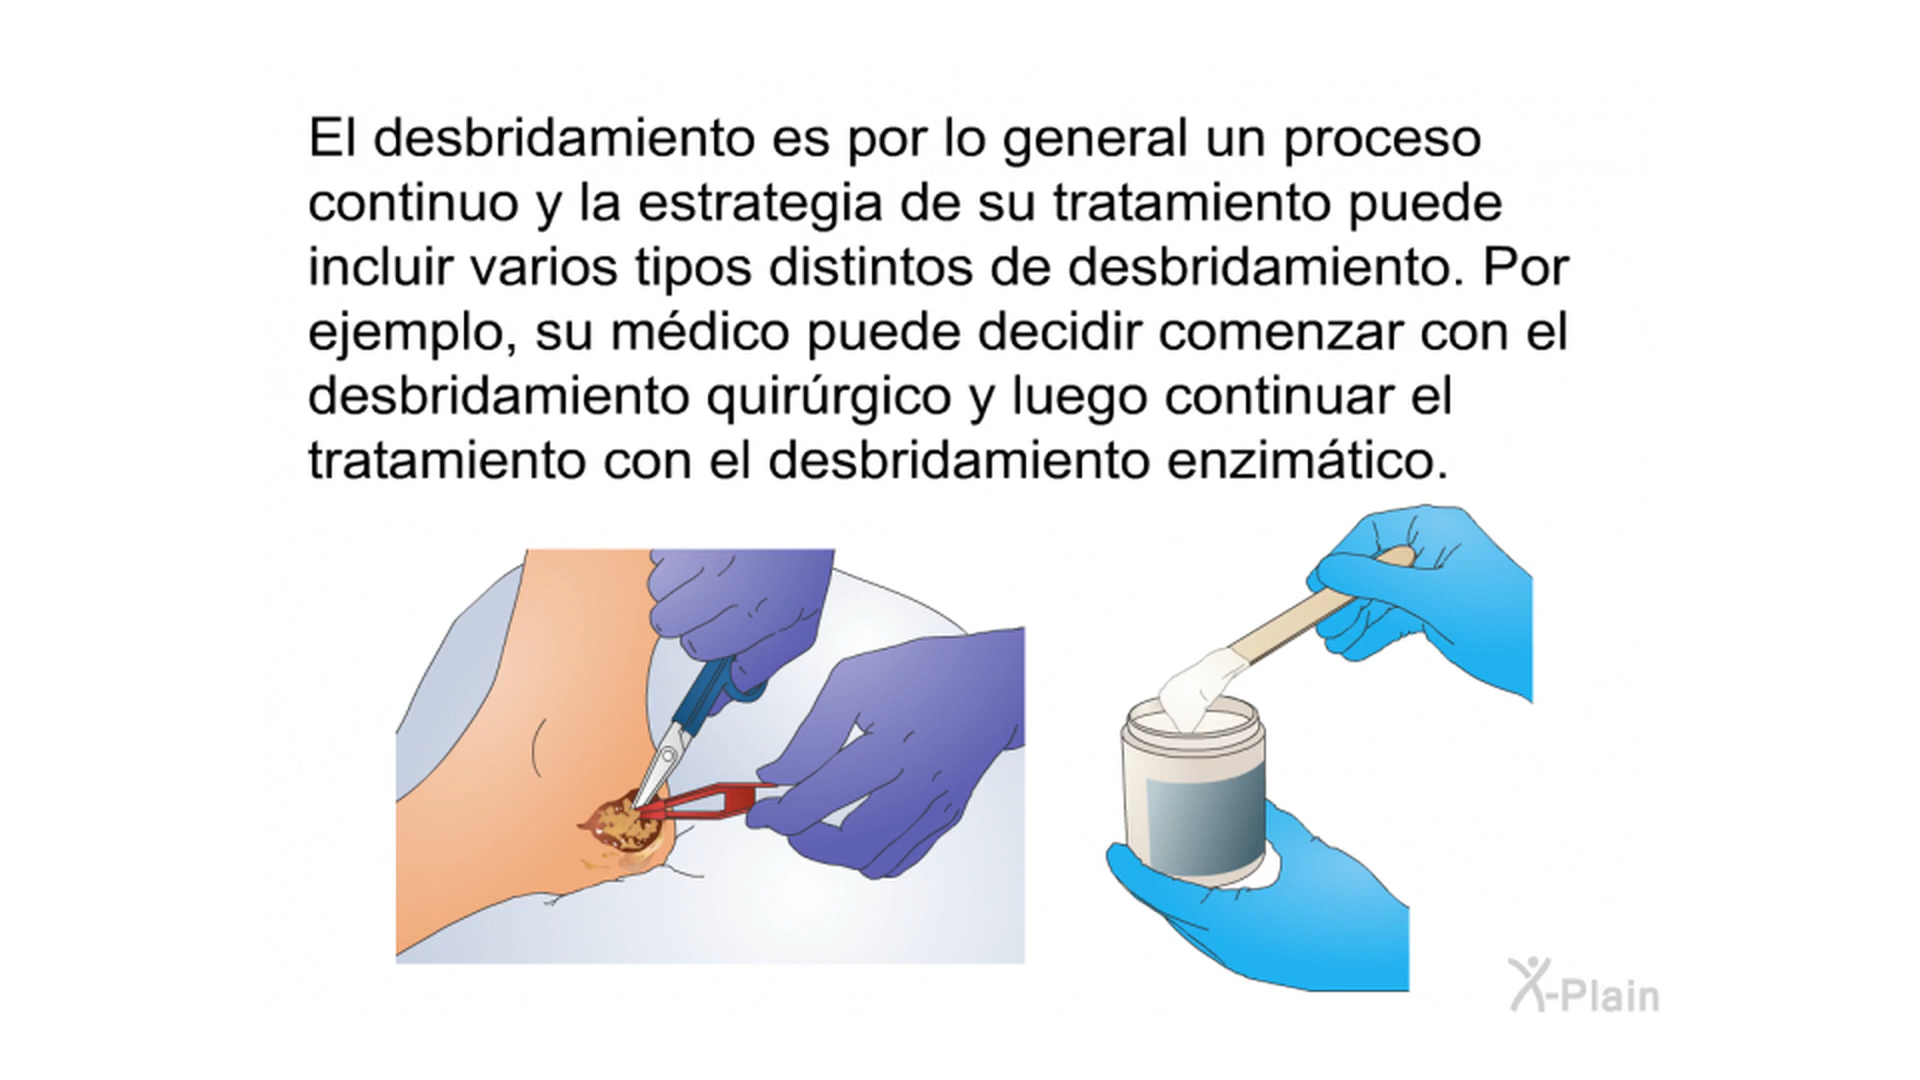 El desbridamiento es por lo general un proceso
continuo y la estrategia de su tratamiento puede
incluir varios tipos distintos de desbridamiento. Por
ejemplo, su médico puede decidir comenzar con el
desbridamiento quirúrgico y luego continuar el
tratamiento con el desbridamiento enzimático.
X-Plain